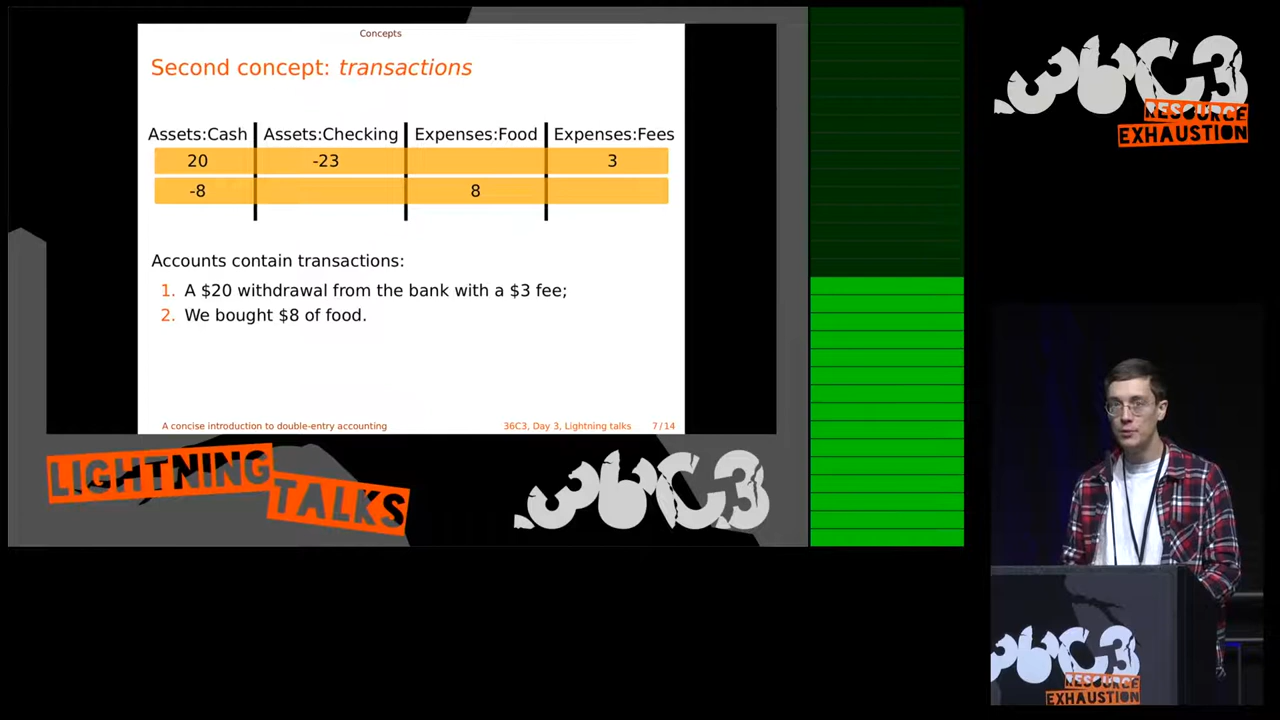 Concepts
Second concept: transactions
Assets:Cash Assets:Checking Expenses:Food Expenses:Fees
20 -23 3
-8 8
Accounts contain transactions:
1. A $20 withdrawal from the bank with a $3 fee;
2. We bought $8 of food.
A concise introduction to double-entry accounting 36C3, Day 3, Lightning talks 7/14
LIGHTNING
TALKS
36C3
36C3
RESOURCE
EXHAUSTION
36C3
RESOURCE
EXHAUSTION